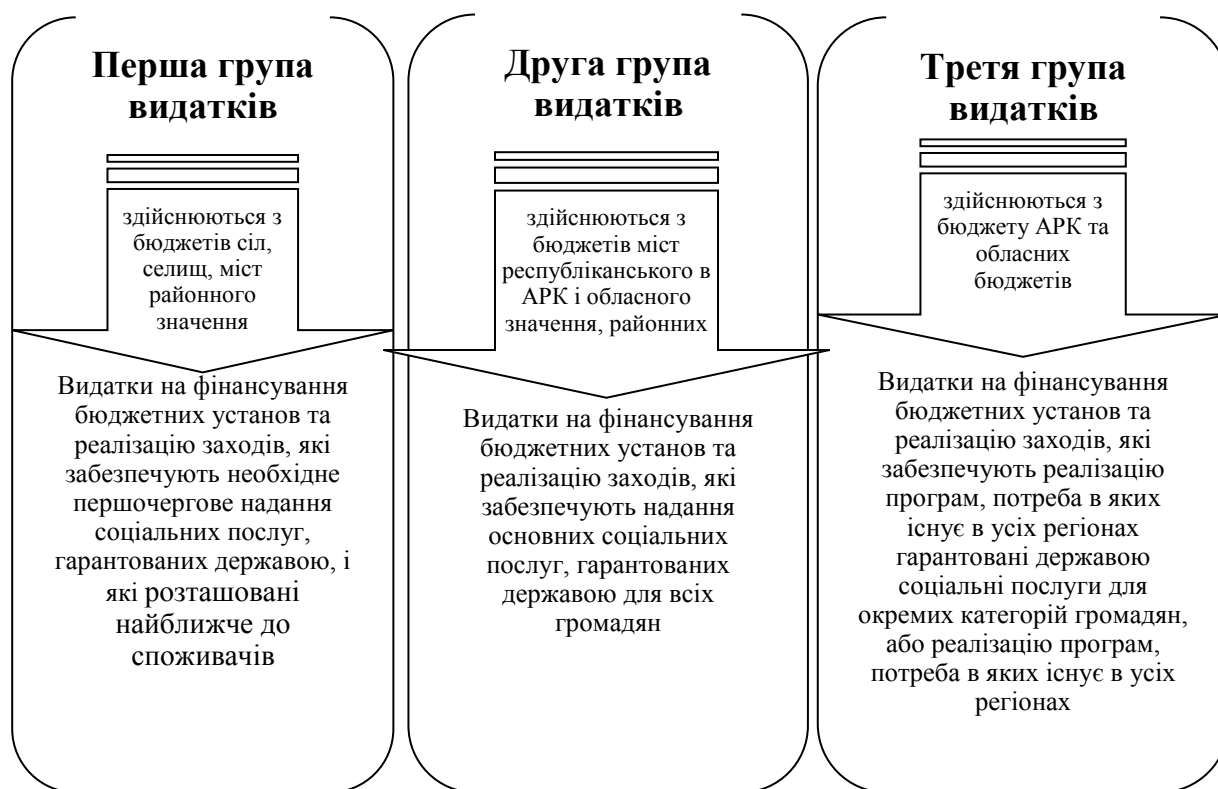 Перша група
видатків
здійснюються з
бюджетів сіл,
селищ, міст
районного
значення
Видатки на фінансування
бюджетних установ та
реалізацію заходів, які
забезпечують необхідне
першочергове надання
соціальних послуг,
гарантованих державою, і
які розташовані
найближче до
споживачів
Друга група
видатків
здійснюються з
бюджетів міст
республіканського в
АРК і обласного
значення, районних
Видатки на фінансування
бюджетних установ та
реалізацію заходів, які
забезпечують надання
основних соціальних
послуг, гарантованих
державою для всіх
громадян
Третя група
видатків
здійснюються з
бюджету АРК та
обласних
бюджетів
Видатки на фінансування
бюджетних установ та
реалізацію заходів, які
забезпечують реалізацію
програм, потреба в яких
існує в усіх регіонах
гарантовані державою
соціальні послуги для
окремих категорій громадян,
або реалізацію програм,
потреба в яких існує в усіх
регіонах